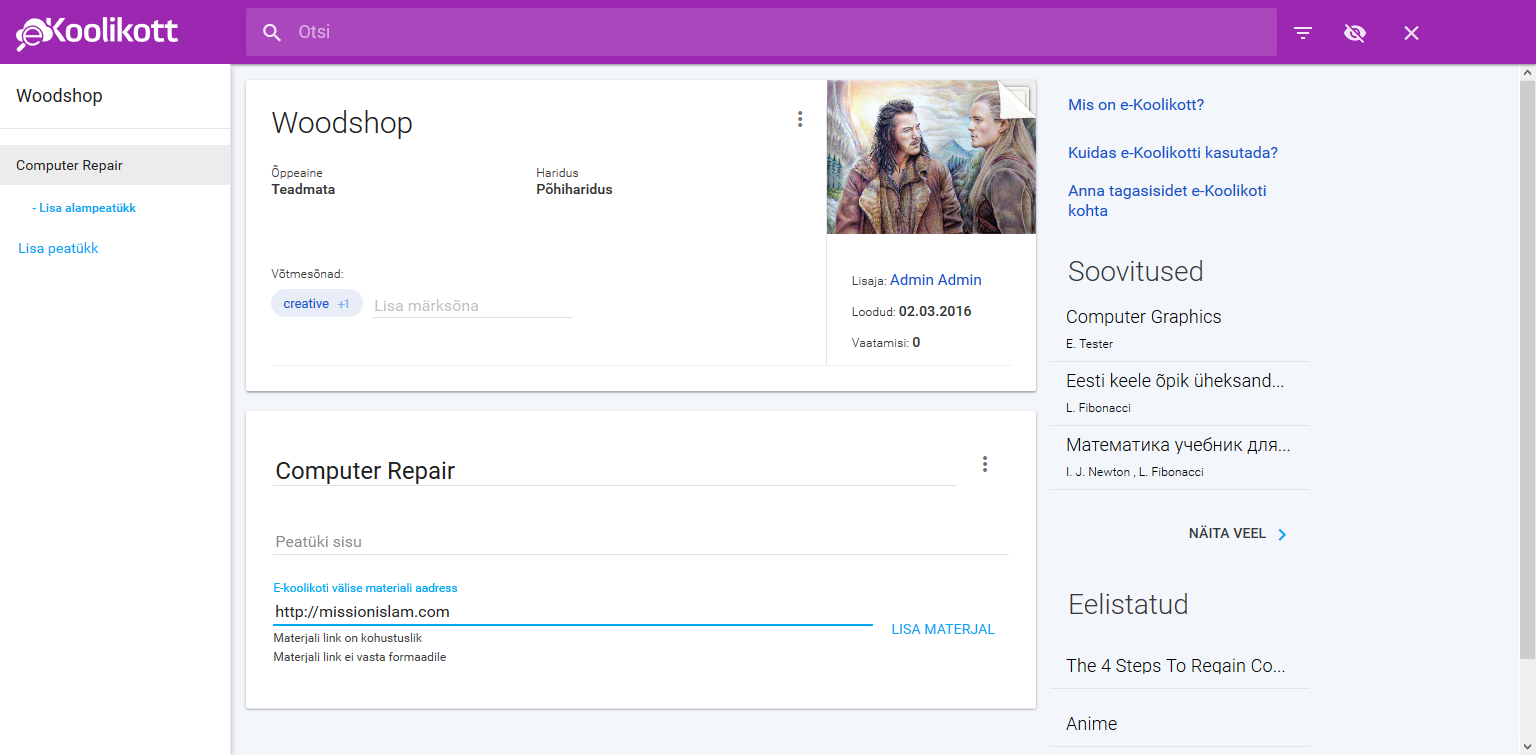 eKoolikott
Otsi
Woodshop
Computer Repair
- Lisa alampeatükk
Lisa peatükk
Woodshop
Õppeaine
Teadmata
Haridus
Põhiharidus
Võtmesõnad:
creative +1
Lisa märksõna
Lisaja: Admin Admin
Loodud: 02.03.2016
Vaatamisi: 0
Computer Repair
Peatüki sisu
E-koolikoti välise materiali aadress
http://missionislam.com
LISA MATERJAL
Materjali link on kohustuslik
Materjali link ei vasta formaadile
Mis on e-Koolikott?
Kuidas e-Koolikotti kasutada?
Anna tagasisidet e-Koolikoti
kohta
Soovitused
Computer Graphics
E. Tester
Eesti keele õpik üheksand...
L. Fibonacci
Математика учебник для...
I. J. Newton , L. Fibonacci
NÄITA VEEL
Eelistatud
The 4 Steps To Regain Co...
Anime